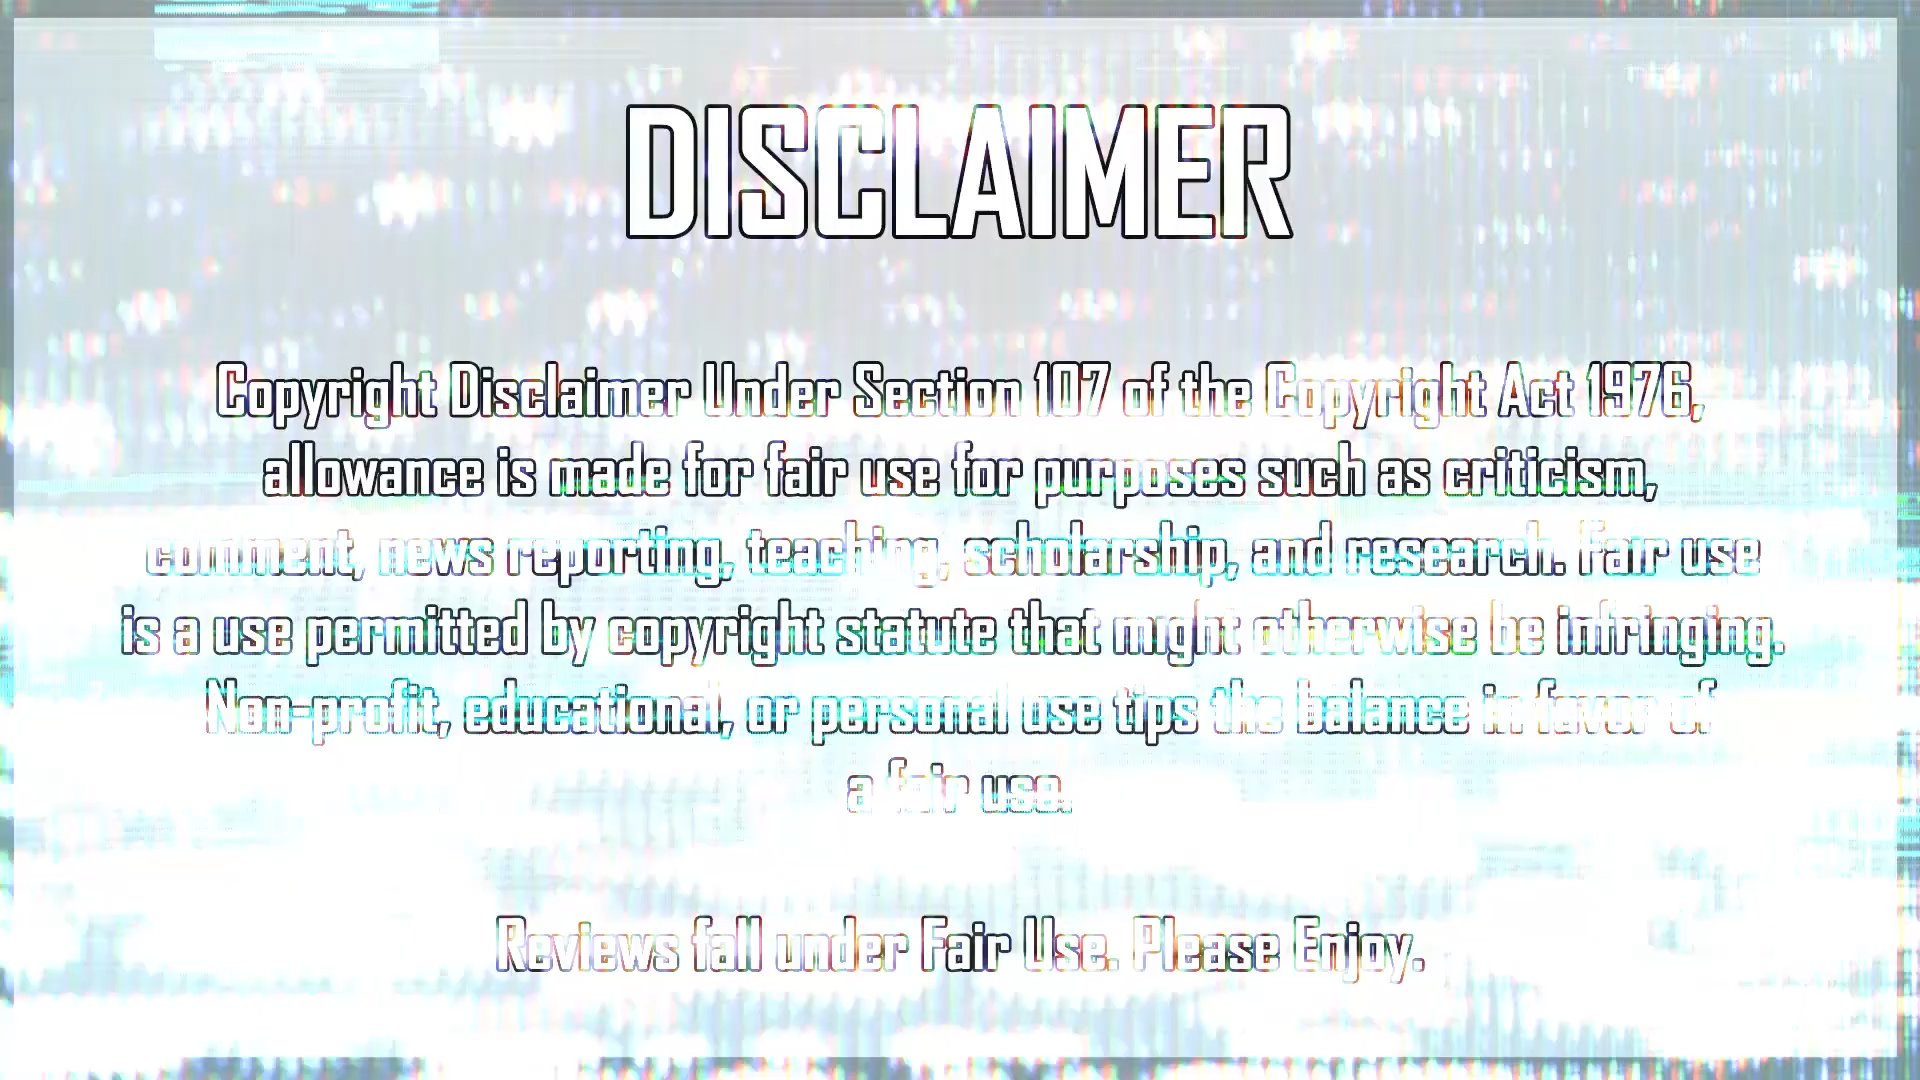 DISCLAIMER
Copyright Disclaimer Under Section 107 of the Copyright Act 1976,
allowance is made for fair use for purposes such as criticism,
comment, news reporting, teaching, scholarship, and research. Fair use
is a use permitted by copyright statute that might otherwise be infringing.
Non-profit, educational, or personal use tips the balance in favor of
a fair use.
Reviews fall under Fair Use. Please Enjoy.